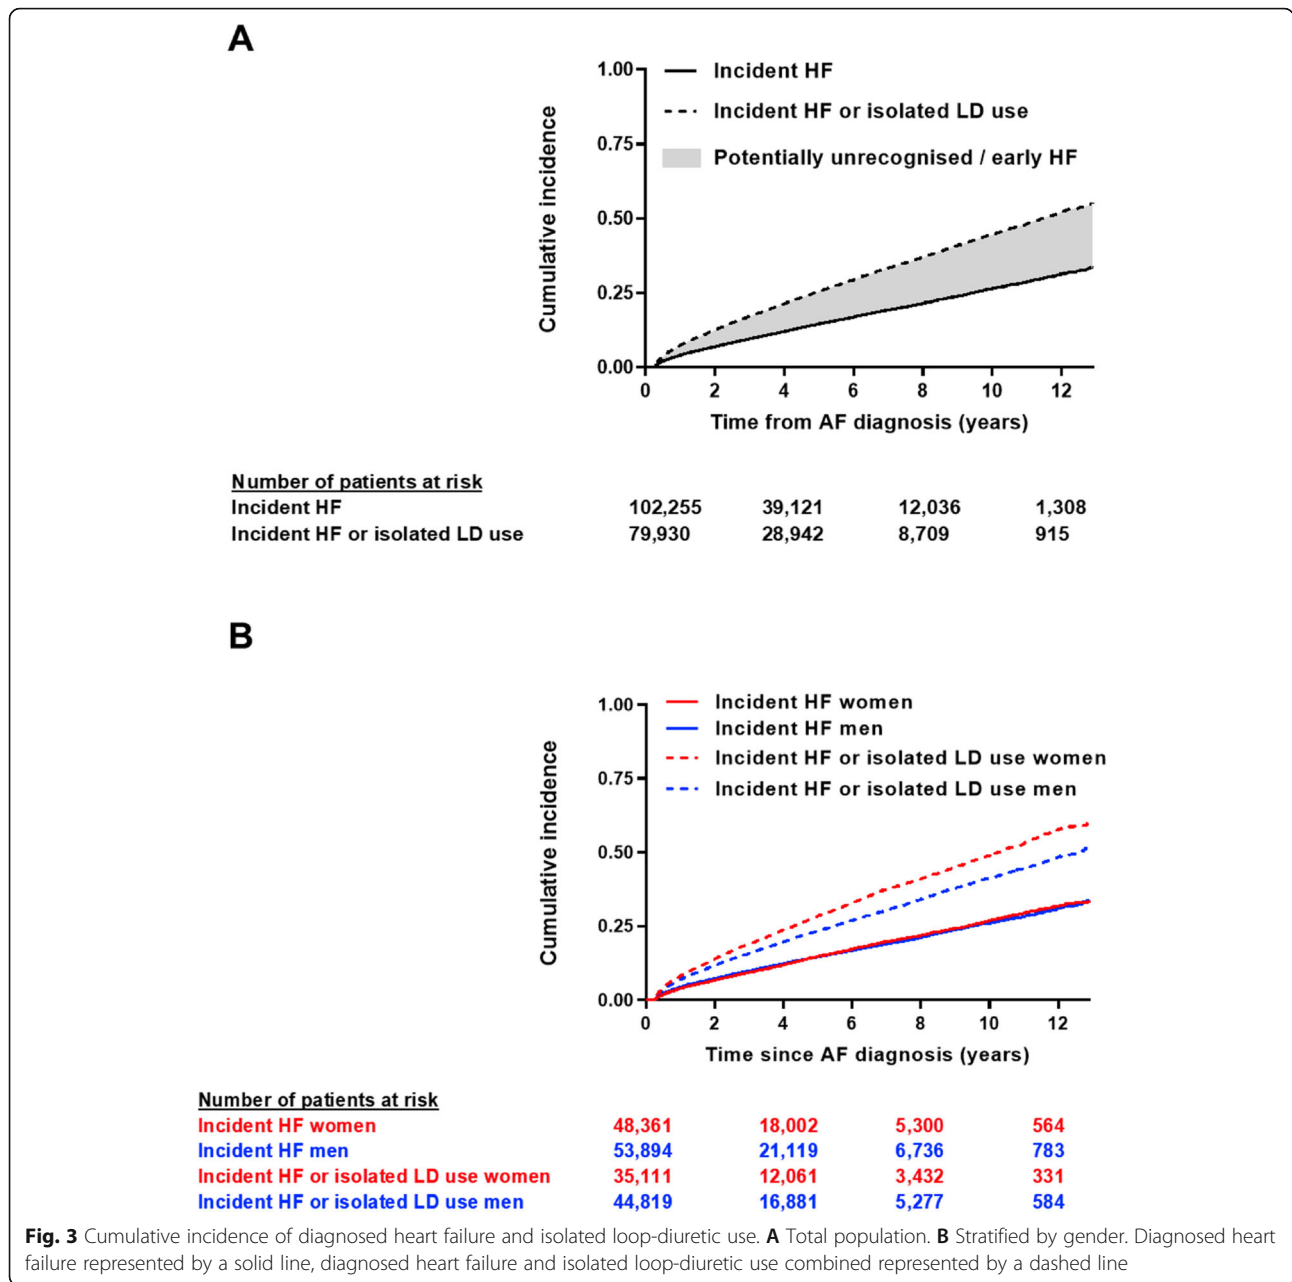 A
1.00
0.75
0.50
0.25
0.00
Cumulative incidence
Incident HF
Incident HF or isolated LD use
Potentially unrecognised / early HF
0 2 4 6 8 10 12
Time from AF diagnosis (years)
Number of patients at risk
Incident HF 102,255 39,121 12,036 1,308
Incident HF or isolated LD use 79,930 28,942 8,709 915
B
1.00
0.75
0.50
0.25
0.00
Cumulative incidence
Incident HF women
Incident HF men
Incident HF or isolated LD use women
Incident HF or isolated LD use men
0 2 4 6 8 10 12
Time since AF diagnosis (years)
Number of patients at risk
Incident HF women 48,361 18,002 5,300 564
Incident HF men 53,894 21,119 6,736 783
Incident HF or isolated LD use women 35,111 12,061 3,432 331
Incident HF or isolated LD use men 44,819 16,881 5,277 584
Fig. 3 Cumulative incidence of diagnosed heart failure and isolated loop-diuretic use. A Total population. B Stratified by gender. Diagnosed heart
failure represented by a solid line, diagnosed heart failure and isolated loop-diuretic use combined represented by a dashed line